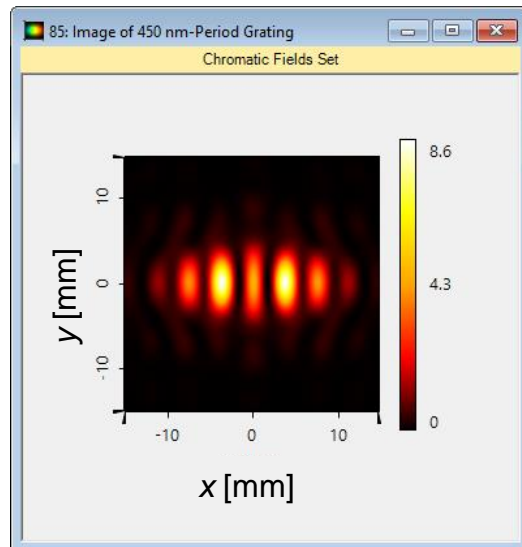 85: Image of 450 nm-Period Grating
Chromatic Fields Set
8.6
4.3
0
10
0
-10
y [mm]
-10
0
10
x [mm]